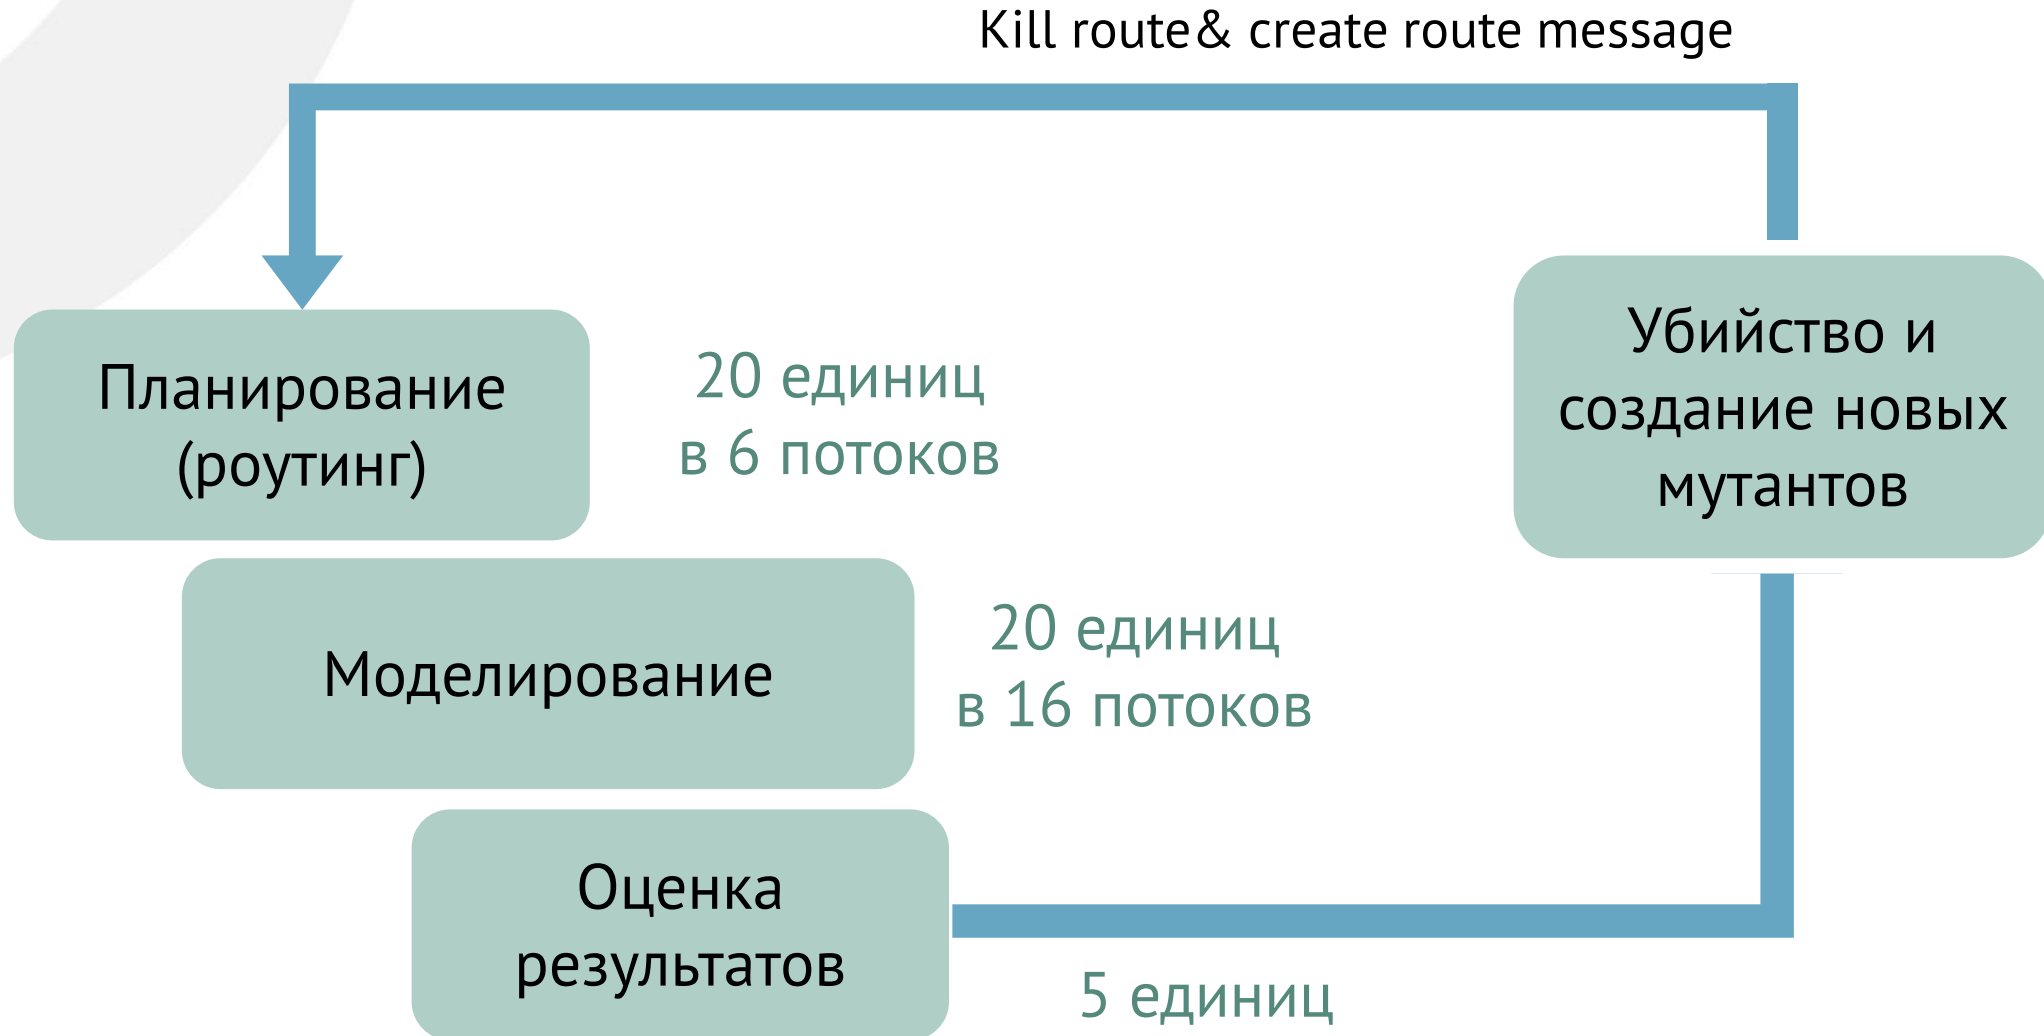 Kill route& create route message
Планирование
(роутинг)
20 единиц
в 6 потоков
Убийство и
создание новых
мутантов
Моделирование
20 единиц
в 16 потоков
Оценка
результатов
5 единиц